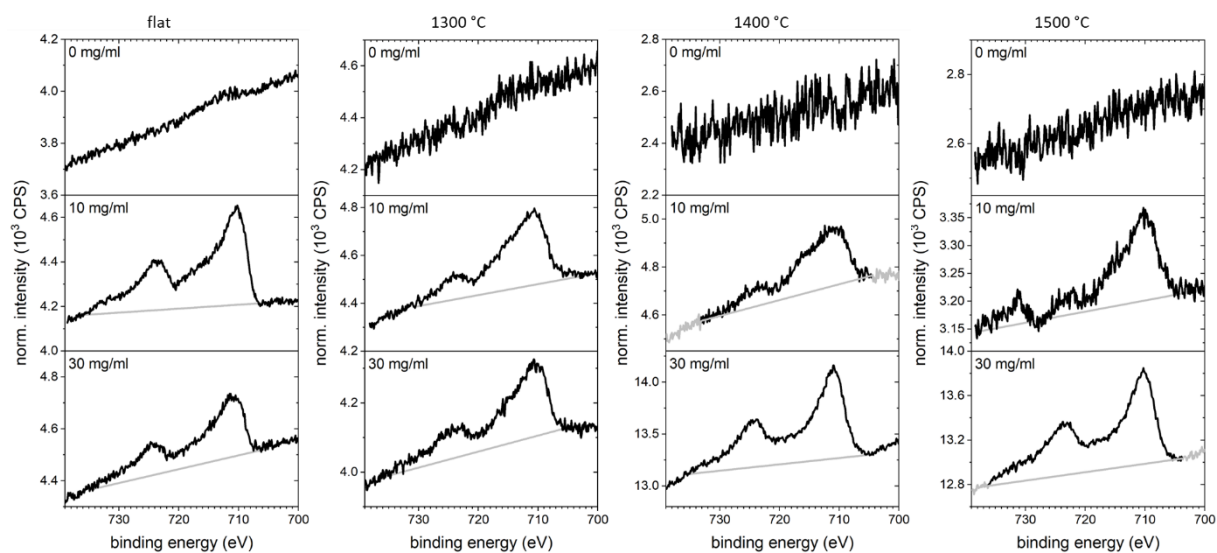 flat
1300 °C
1400 °C
1500 °C
norm. intensity (10³ CPS)
4.2
4.0
3.8
3.6
0 mg/ml
4.6
4.4
4.2
4.0
10 mg/ml
4.6
4.4
30 mg/ml
730
720
710
700
binding energy (eV)
norm. intensity (10³ CPS)
4.6
4.4
4.2
0 mg/ml
4.8
4.6
4.4
4.2
10 mg/ml
4.2
4.0
30 mg/ml
730
720
710
700
binding energy (eV)
norm. intensity (10³ CPS)
2.8
2.6
2.4
2.2
0 mg/ml
5.0
4.8
4.6
10 mg/ml
14.0
13.5
13.0
30 mg/ml
730
720
710
700
binding energy (eV)
norm. intensity (10³ CPS)
2.8
2.6
0 mg/ml
3.35
3.30
3.25
3.20
3.15
10 mg/ml
14.0
13.6
13.2
12.8
30 mg/ml
730
720
710
700
binding energy (eV)